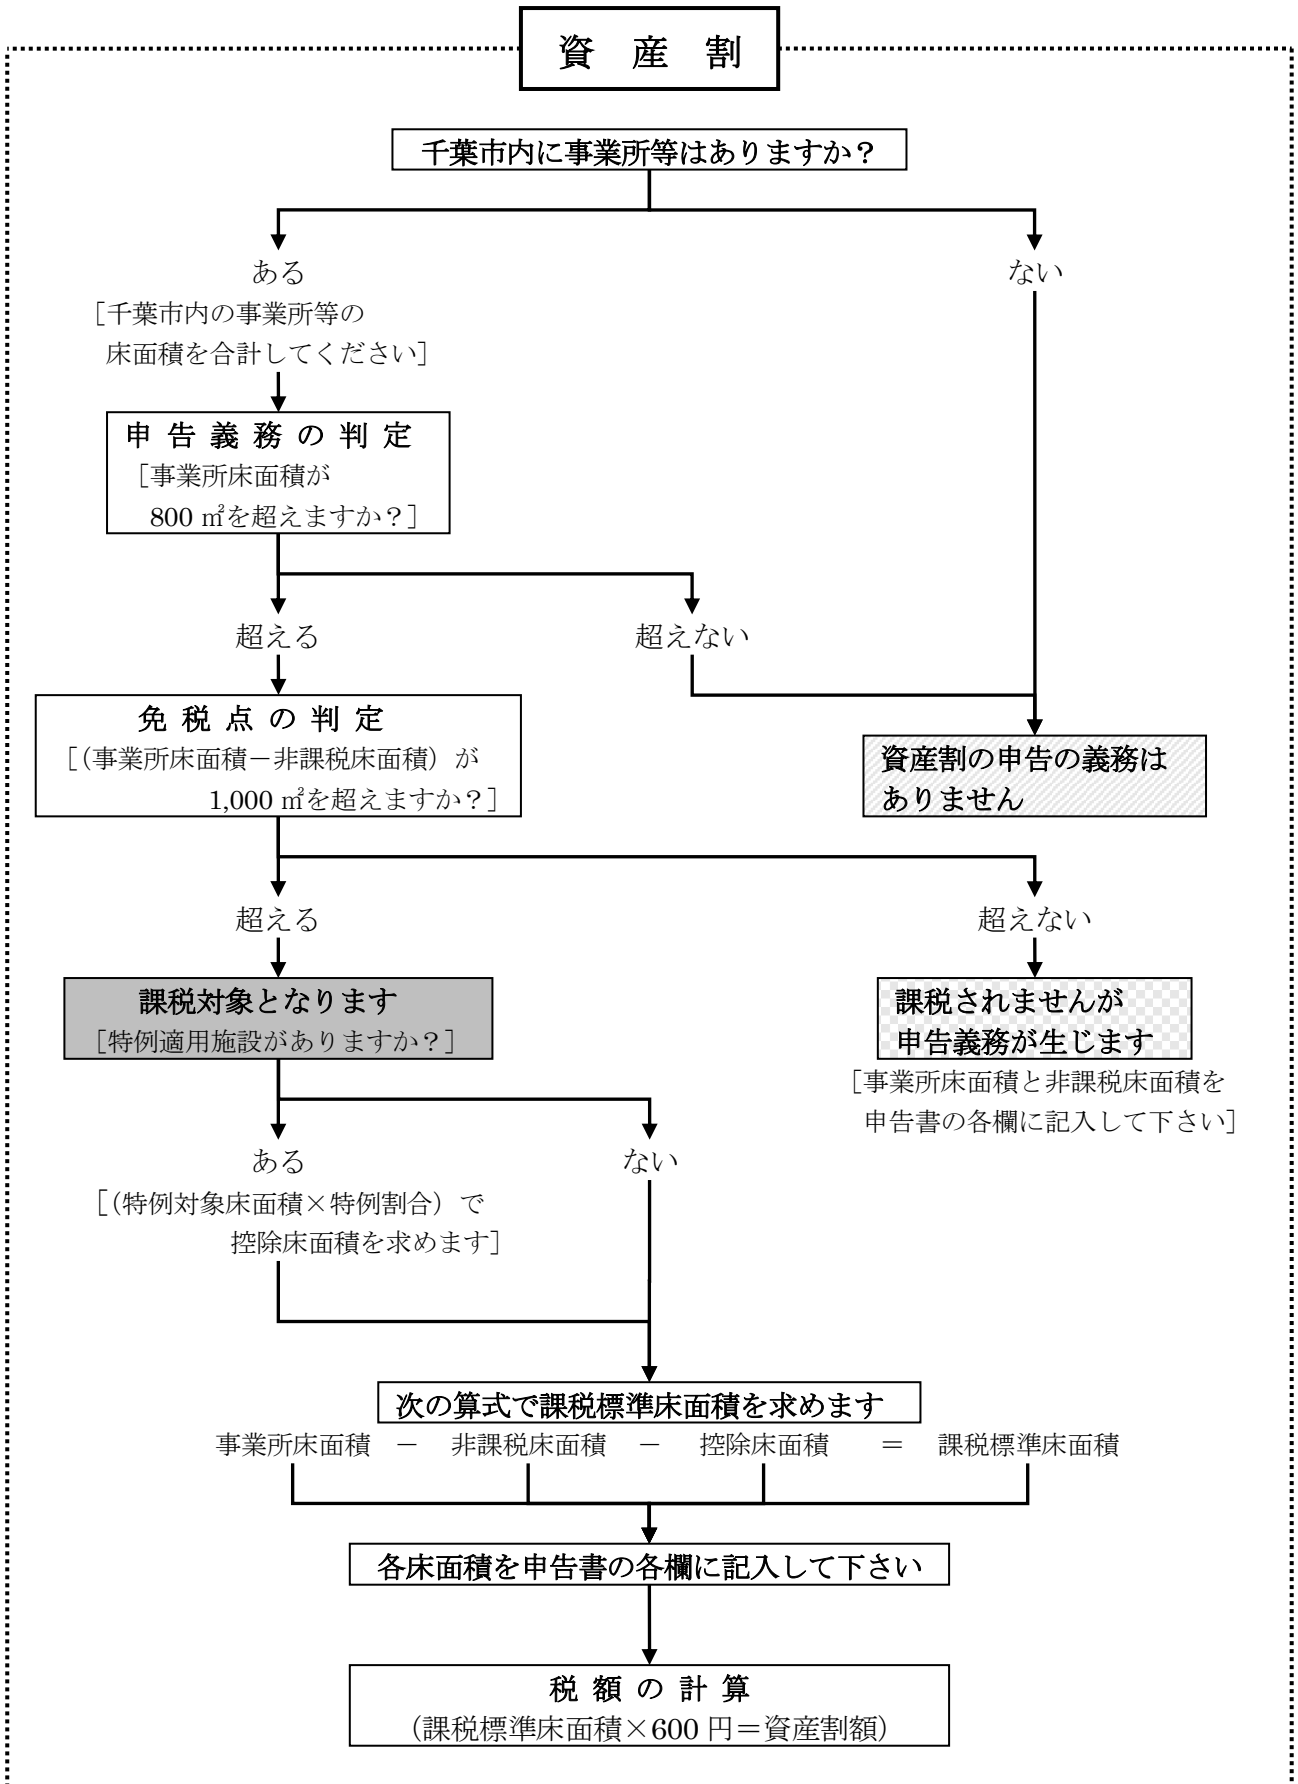 資　産　割
千葉市内に事業所等はありますか？
ある
ない
［千葉市内の事業所等の
床面積を合計してください］
申 告 義 務 の 判 定
［事業所床面積が
800 ㎡を超えますか？］
超える
超えない
免 税 点 の 判 定
［（事業所床面積－非課税床面積）が
1,000 ㎡を超えますか？］
資産割の申告の義務は
ありません
超える
超えない
課税対象となります
［特例適用施設がありますか？］
課税されませんが
申告義務が生じます
［事業所床面積と非課税床面積を
申告書の各欄に記入して下さい］
ある
ない
［（特例対象床面積×特例割合）で
控除床面積を求めます］
次の算式で課税標準床面積を求めます
事業所床面積　－　非課税床面積　－　控除床面積　＝　課税標準床面積
各床面積を申告書の各欄に記入して下さい
税 額 の 計 算
（課税標準床面積×600 円＝資産割額）